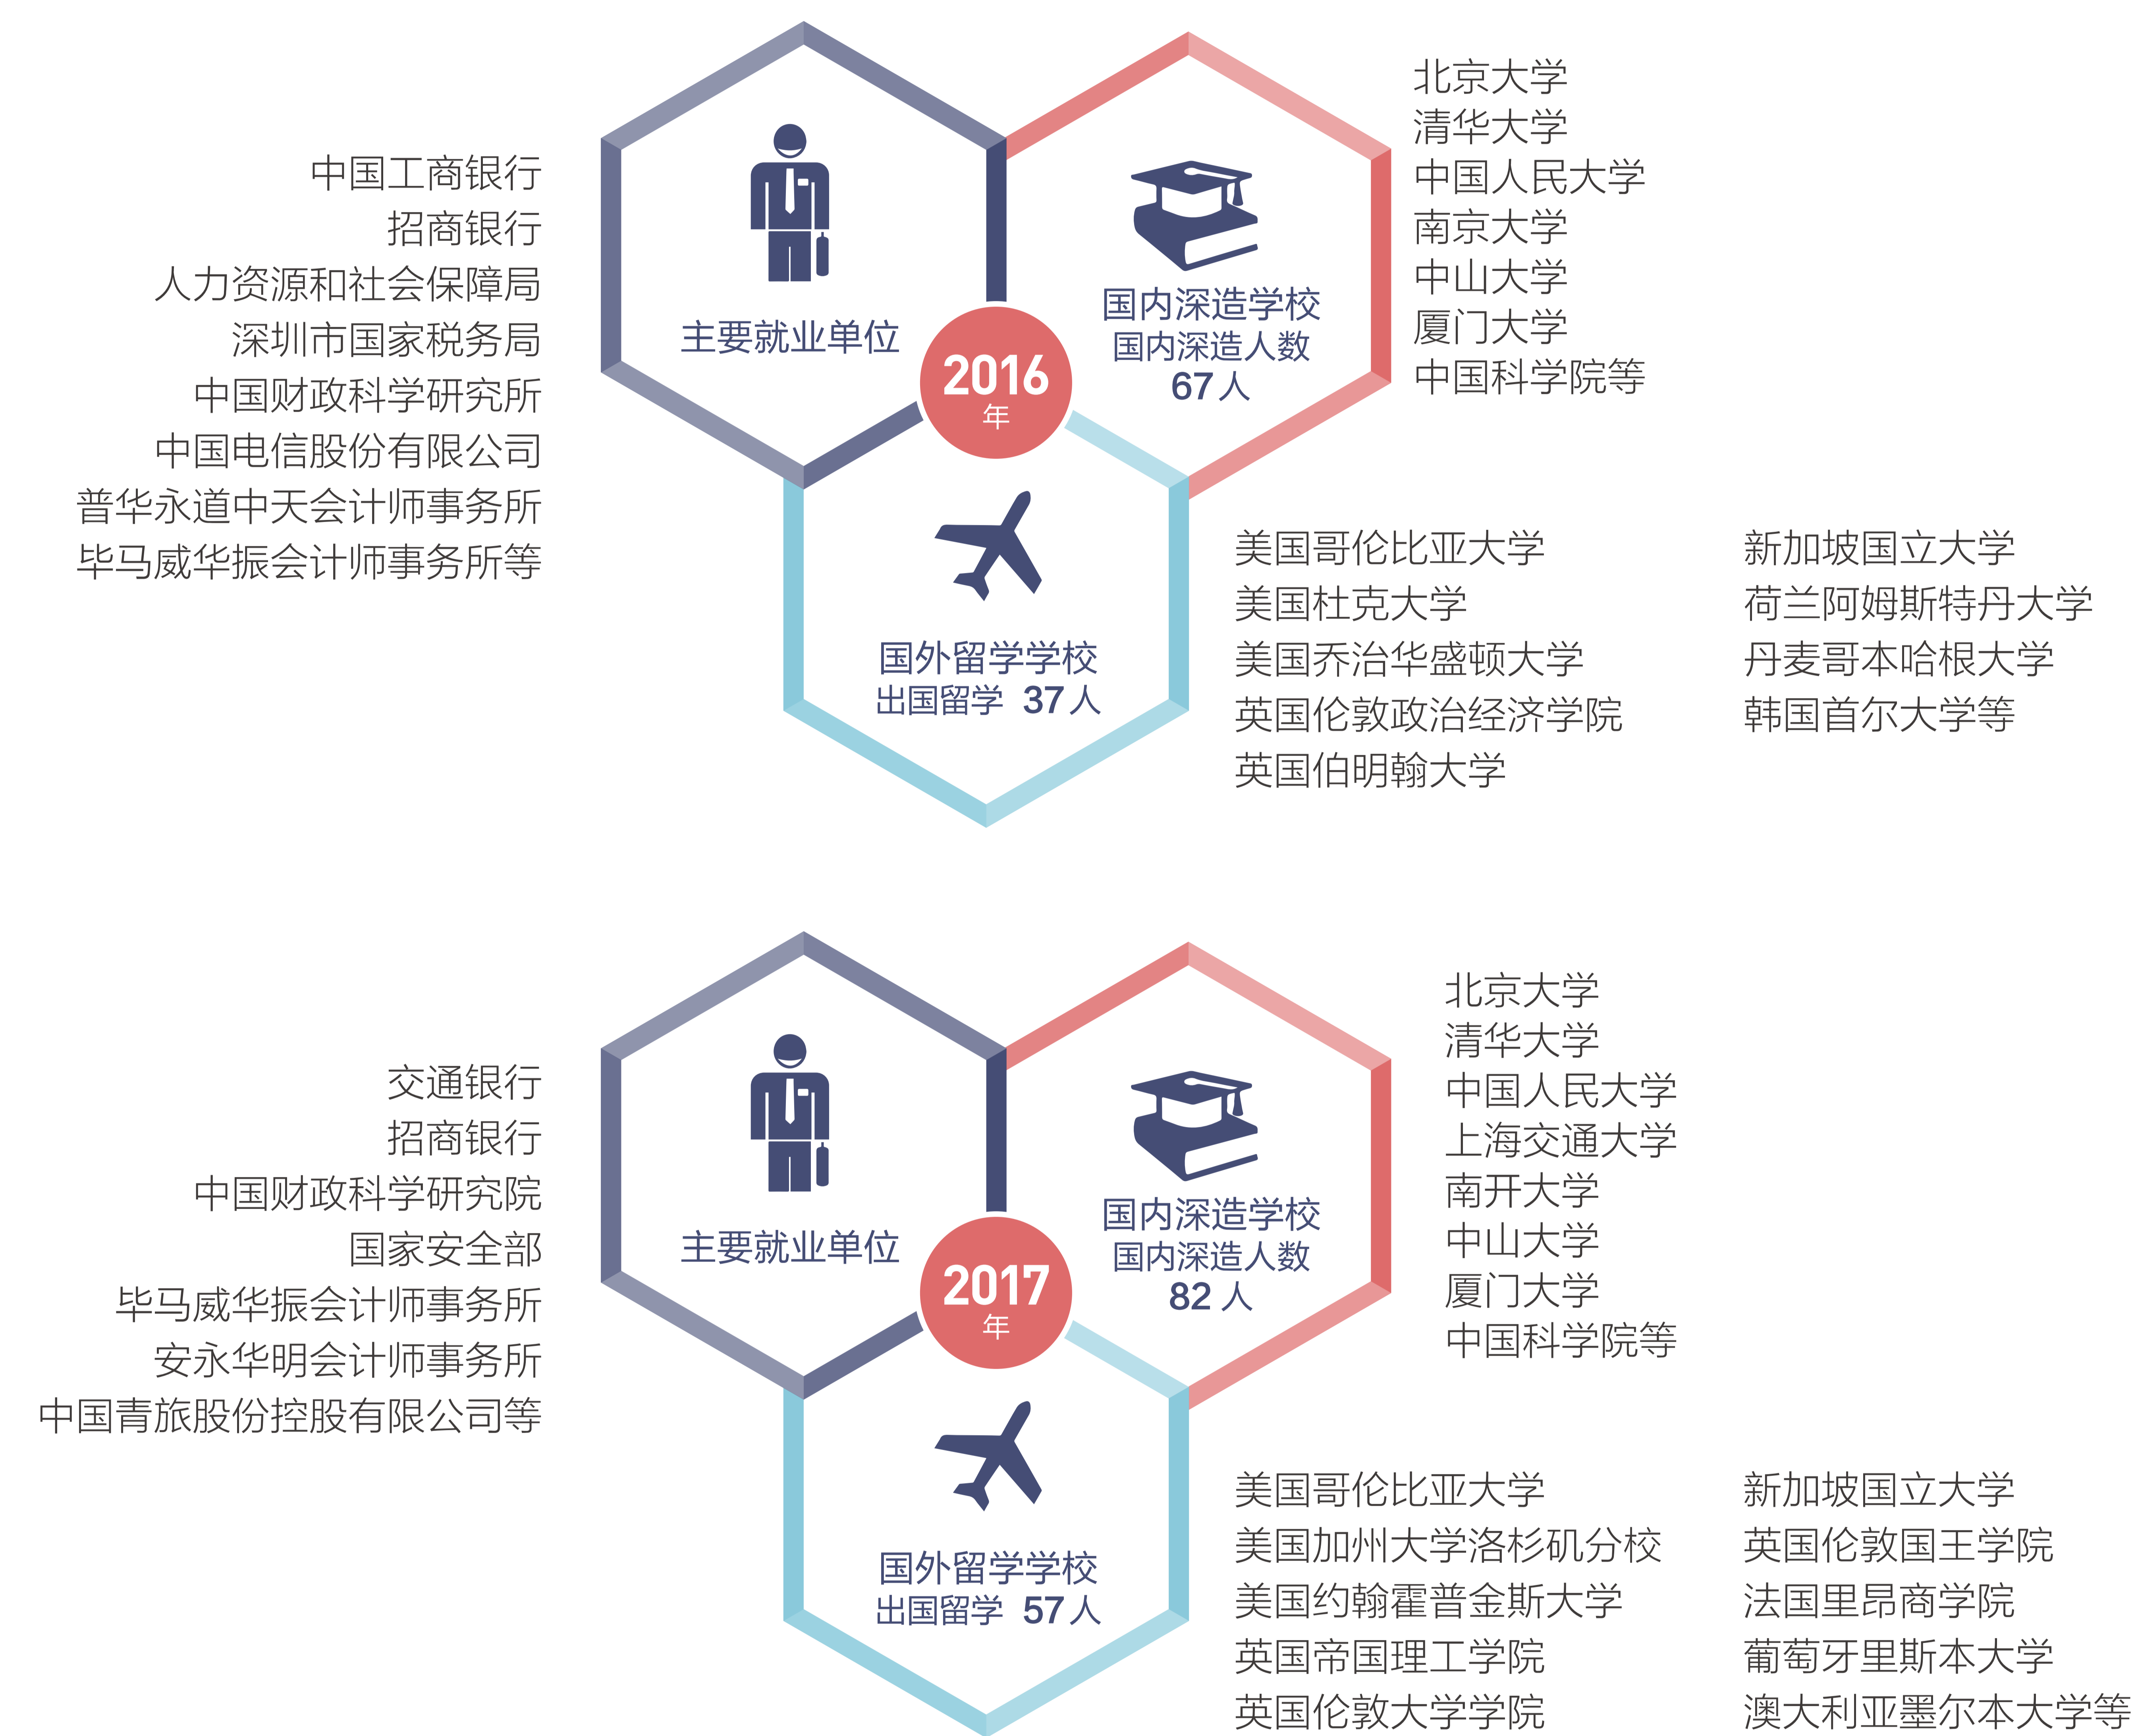 中国工商银行
招商银行
人力资源和社会保障局
深圳市国家税务局
中国财政科学研究所
中国电信股份有限公司
普华永道中天会计师事务所
毕马威华振会计师事务所等
主要就业单位
2016
年
国内深造学校
国内深造人数
67人
北京大学
清华大学
中国人民大学
南京大学
中山大学
厦门大学
中国科学院等
国外留学学校
出国留学 37人
美国哥伦比亚大学
美国杜克大学
美国乔治华盛顿大学
英国伦敦政治经济学院
英国伯明翰大学
新加坡国立大学
荷兰阿姆斯特丹大学
丹麦哥本哈根大学
韩国首尔大学等
交通银行
招商银行
中国财政科学研究院
国家安全部
毕马威华振会计师事务所
安永华明会计师事务所
中国青旅股份控股有限公司等
主要就业单位
2017
年
国内深造学校
国内深造人数
82人
北京大学
清华大学
中国人民大学
上海交通大学
南开大学
中山大学
厦门大学
中国科学院等
国外留学学校
出国留学 57人
美国哥伦比亚大学
美国加州大学洛杉矶分校
美国约翰霍普金斯大学
英国帝国理工学院
英国伦敦大学学院
新加坡国立大学
英国伦敦国王学院
法国里昂商学院
葡萄牙里斯本大学
澳大利亚墨尔本大学等